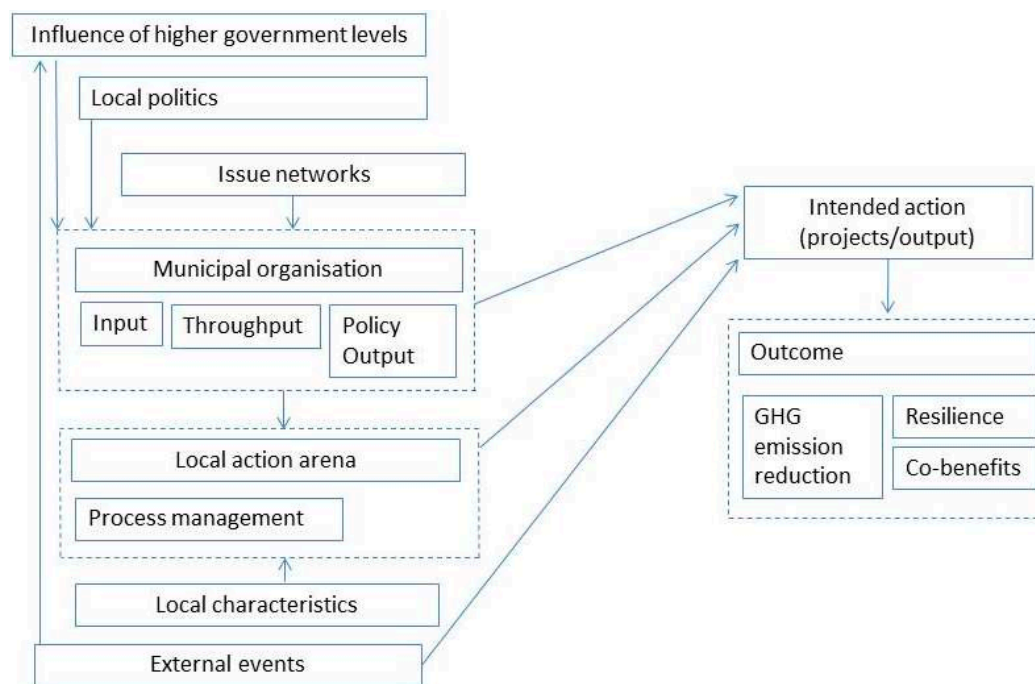 Influence of higher government levels
Local politics
Issue networks
Municipal organisation
Input
Throughput
Policy
Output
Local action arena
Process management
Local characteristics
External events
Intended action
(projects/output)
Outcome
GHG
emission
reduction
Resilience
Co-benefits